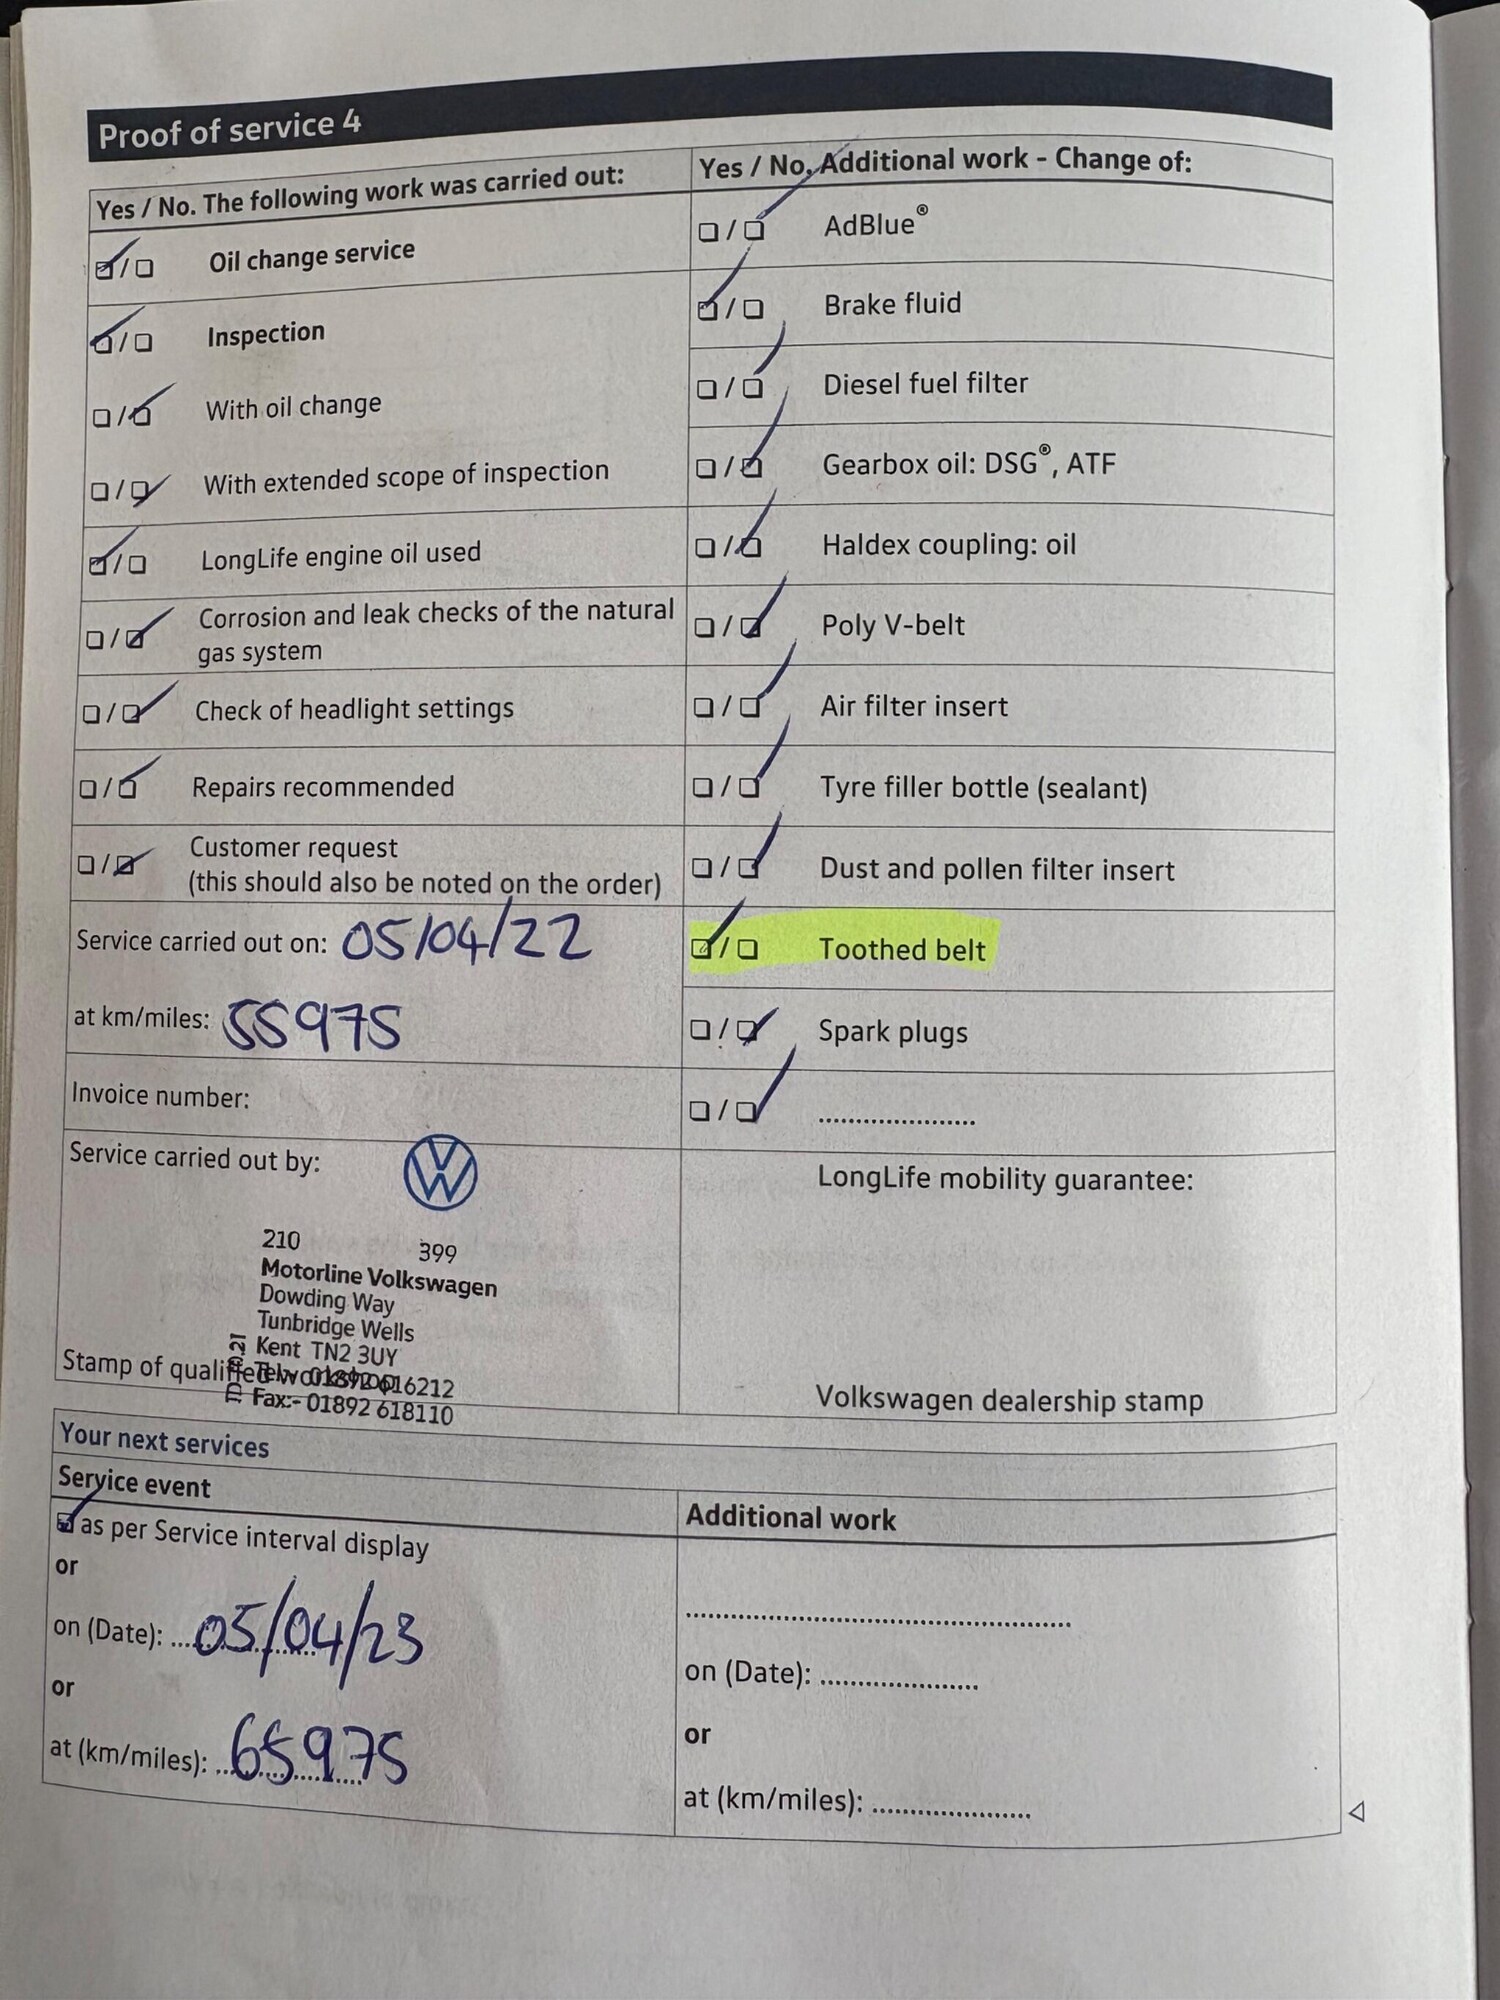 Proof of service 4
Yes / No. The following work was carried out:
Oil change service
Inspection
With oil change
With extended scope of inspection
LongLife engine oil used
Corrosion and leak checks of the natural
gas system
Check of headlight settings
Repairs recommended
Customer request
(this should also be noted on the order)
Service carried out on: 05/04/22
at km/miles: 55975
Invoice number:
Service carried out by:
210 399
Motorline Volkswagen
Dowding Way
Tunbridge Wells
Kent TN2 3UY
Tel:- 01892 616212
Fax:- 01892 618110
Stamp of qualified workshop
Yes / No. Additional work - Change of:
AdBlue®
Brake fluid
Diesel fuel filter
Gearbox oil: DSG®, ATF
Haldex coupling: oil
Poly V-belt
Air filter insert
Tyre filler bottle (sealant)
Dust and pollen filter insert
Toothed belt
Spark plugs
LongLife mobility guarantee:
Volkswagen dealership stamp
Your next services
Service event
as per Service interval display
or
on (Date): 05/04/23
or
at (km/miles): 65975
Additional work
on (Date):
or
at (km/miles):